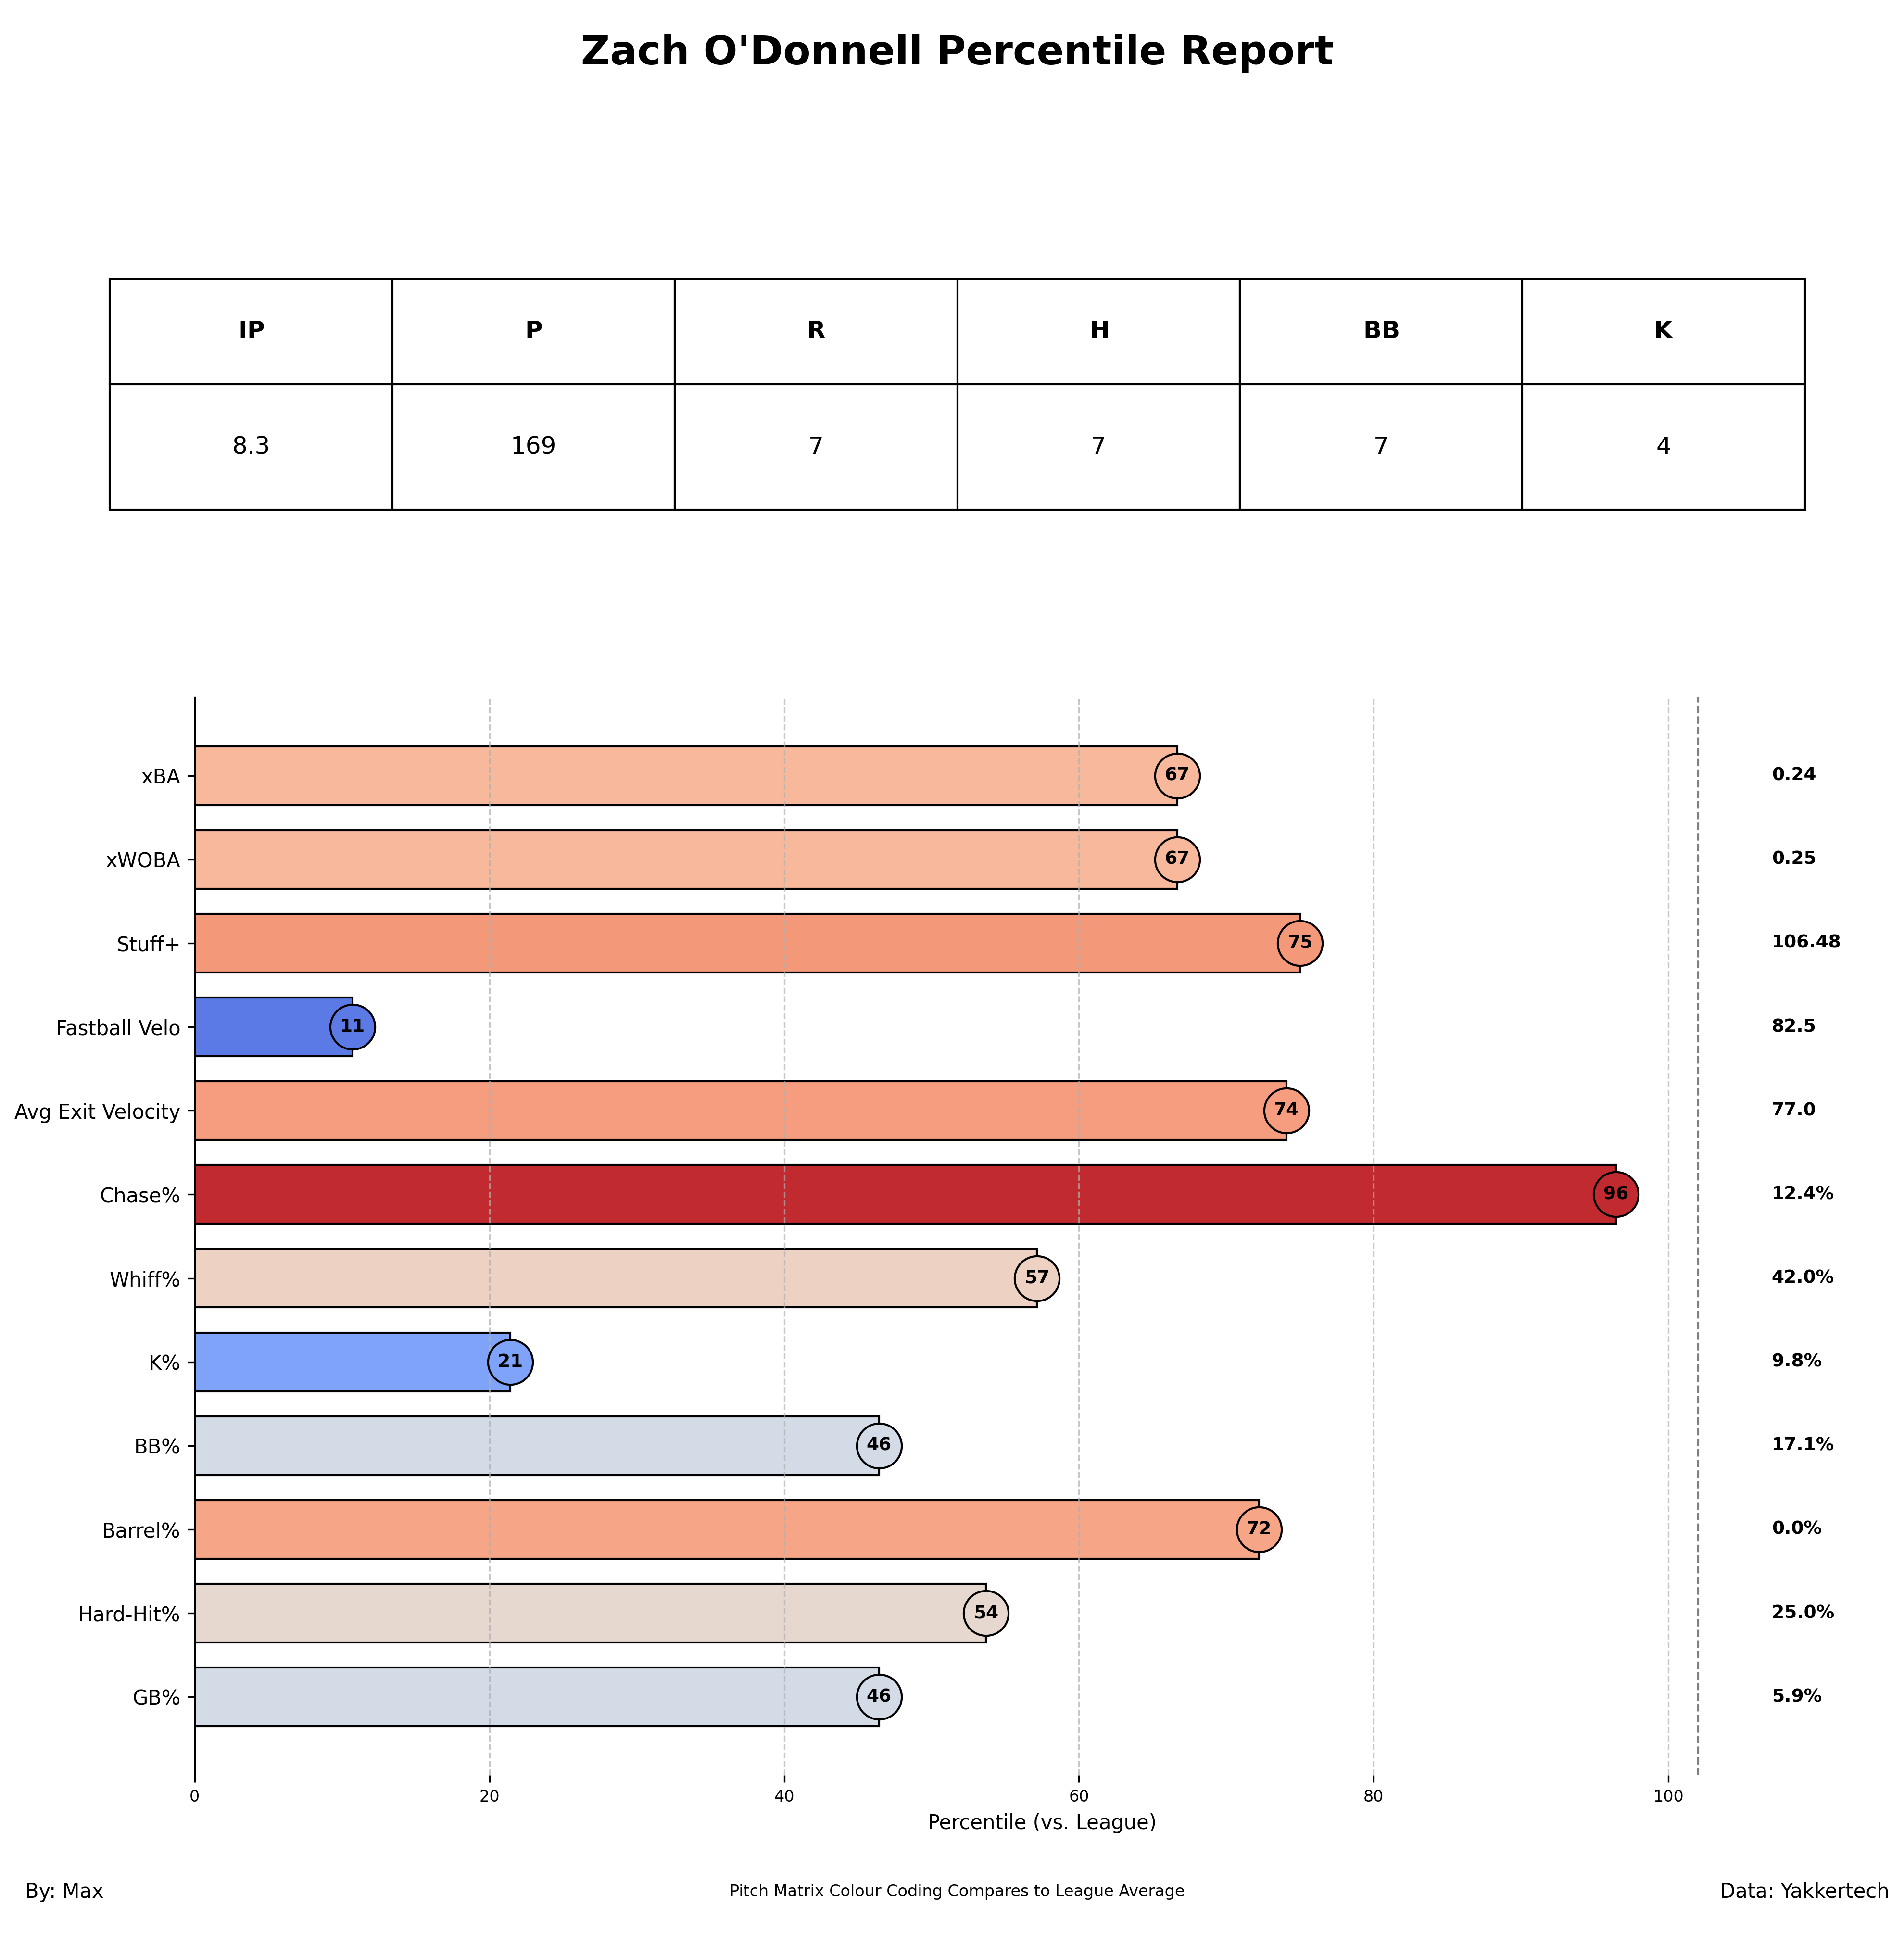 Zach O'Donnell Percentile Report
IP P R H BB K
8.3 169 7 7 7 4
xBA 67 0.24
xWOBA 67 0.25
Stuff+ 75 106.48
Fastball Velo 11 82.5
Avg Exit Velocity 74 77.0
Chase% 96 12.4%
Whiff% 57 42.0%
K% 21 9.8%
BB% 46 17.1%
Barrel% 72 0.0%
Hard-Hit% 54 25.0%
GB% 46 5.9%
0 20 40 60 80 100
Percentile (vs. League)
By: Max Pitch Matrix Colour Coding Compares to League Average Data: Yakkertech